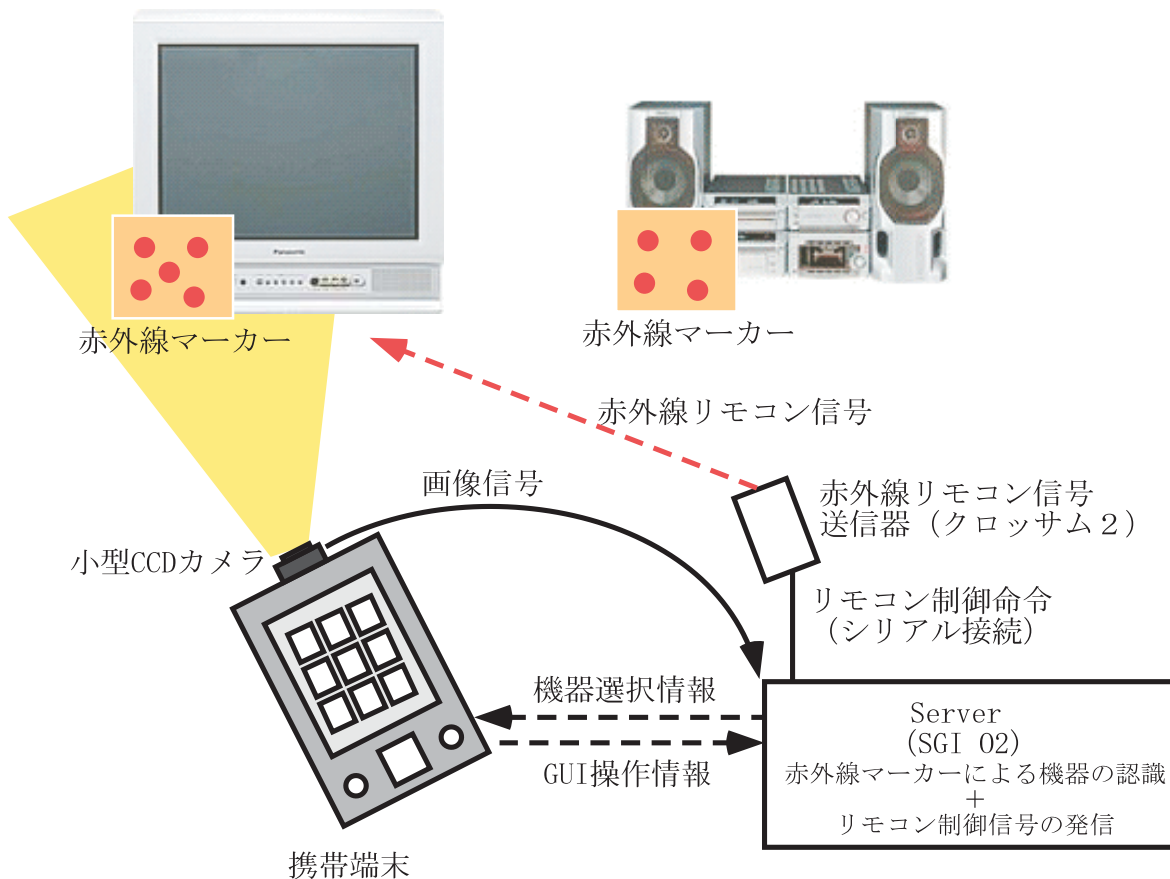 Panasonic
赤外線マーカー
赤外線マーカー
赤外線リモコン信号
画像信号
赤外線リモコン信号
送信器（クロッサム２）
小型CCDカメラ
リモコン制御命令
（シリアル接続）
機器選択情報
GUI操作情報
Server
(SGI O2)
赤外線マーカーによる機器の認識
+
リモコン制御信号の発信
携帯端末